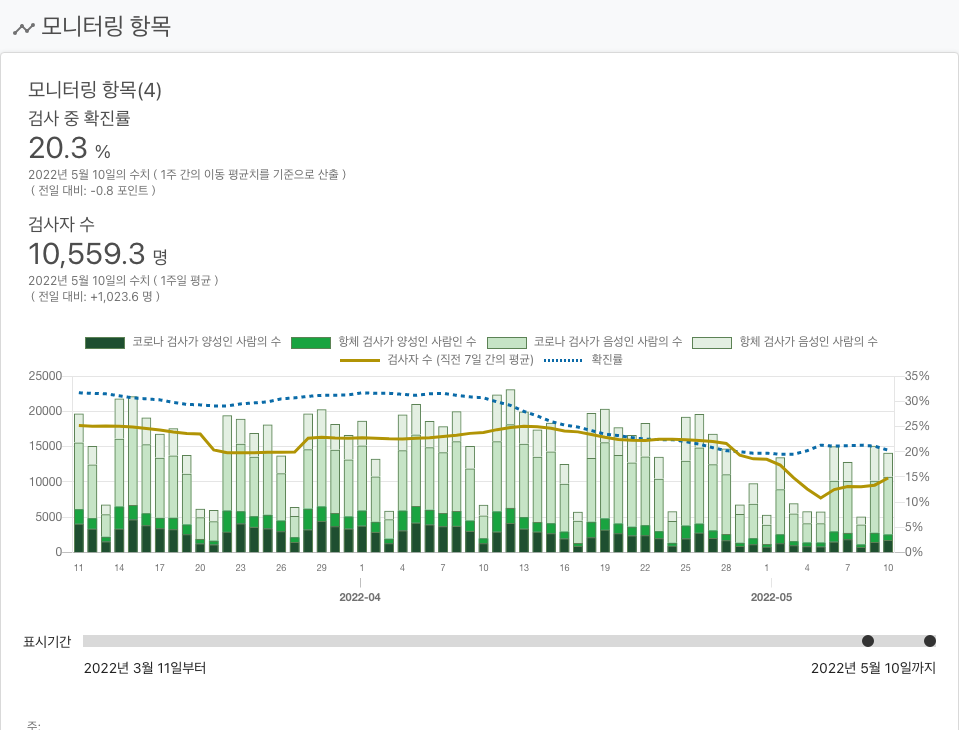 모니터링 항목
모니터링 항목(4)
검사 중 확진률
20.3 %
2022년 5월 10일의 수치 ( 1주 간의 이동 평균치를 기준으로 산출 )
( 전일 대비: -0.8 포인트 )
검사자 수
10,559.3 명
2022년 5월 10일의 수치 ( 1주일 평균 )
( 전일 대비: +1,023.6 명 )
코로나 검사가 양성인 사람의 수 항체 검사가 양성인 사람인 수 코로나 검사가 음성인 사람의 수 항체 검사가 음성인 사람의 수
검사자 수 (직전 7일 간의 평균) 확진률
25000 35%
20000 30%
15000 25%
10000 20%
5000 15%
0 10%
5%
0%
11 14 17 20 23 26 29 1 4 7 10 13 16 19 22 25 28 1 4 7 10
2022-04 2022-05
표시기간
2022년 3월 11일부터 2022년 5월 10일까지
주: